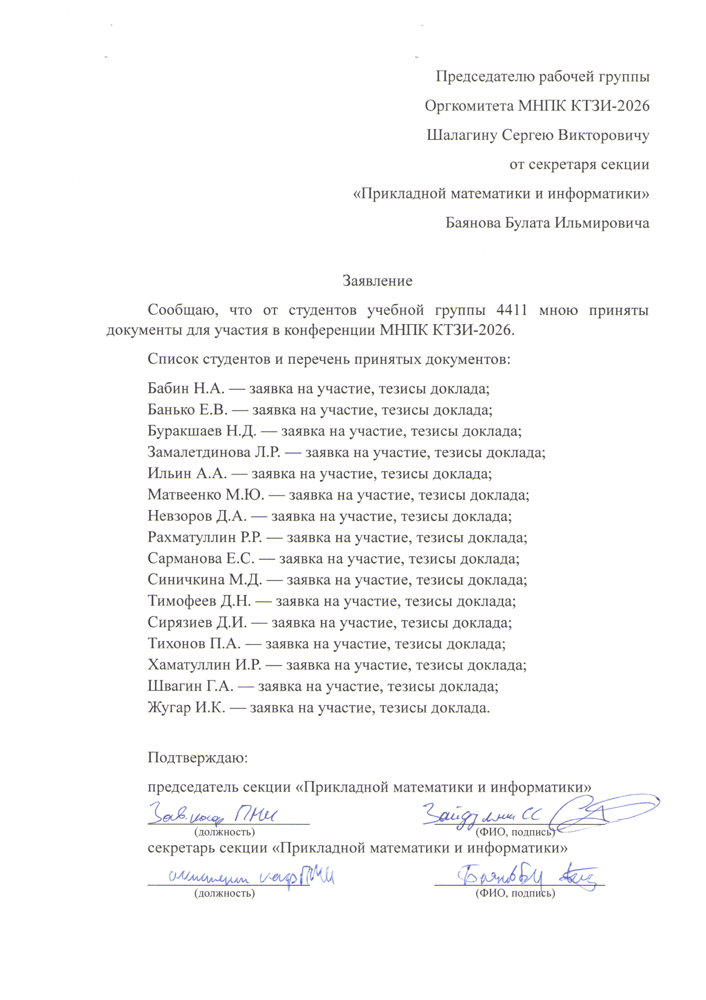 Председателю рабочей группы
Оргкомитета МНПК КТЗИ-2026
Шалагину Сергею Викторовичу
от секретаря секции
«Прикладной математики и информатики»
Баянова Булата Ильмировича
Заявление
Сообщаю, что от студентов учебной группы 4411 мною приняты
документы для участия в конференции МНПК КТЗИ-2026.
Список студентов и перечень принятых документов:
Бабин Н.А. — заявка на участие, тезисы доклада;
Банько Е.В. — заявка на участие, тезисы доклада;
Буракшаев Н.Д. — заявка на участие, тезисы доклада;
Замалетдинова Л.Р. — заявка на участие, тезисы доклада;
Ильин А.А. — заявка на участие, тезисы доклада;
Матвеенко М.Ю. — заявка на участие, тезисы доклада;
Невзоров Д.А. — заявка на участие, тезисы доклада;
Рахматуллин Р.Р. — заявка на участие, тезисы доклада;
Сарманова Е.С. — заявка на участие, тезисы доклада;
Синичкина М.Д. — заявка на участие, тезисы доклада;
Тимофеев Д.Н. — заявка на участие, тезисы доклада;
Сирязиев Д.И. — заявка на участие, тезисы доклада;
Тихонов П.А. — заявка на участие, тезисы доклада;
Хаматуллин И.Р. — заявка на участие, тезисы доклада;
Швагин Г.А. — заявка на участие, тезисы доклада;
Жугар И.К. — заявка на участие, тезисы доклада.
Подтверждаю:
председатель секции «Прикладной математики и информатики»
Зав. кафр ПМИ Зайдуллин СС
(должность) (ФИО, подпись)
секретарь секции «Прикладной математики и информатики»
ассистент кафр ПМИ Баянов БИ
(должность) (ФИО, подпись)